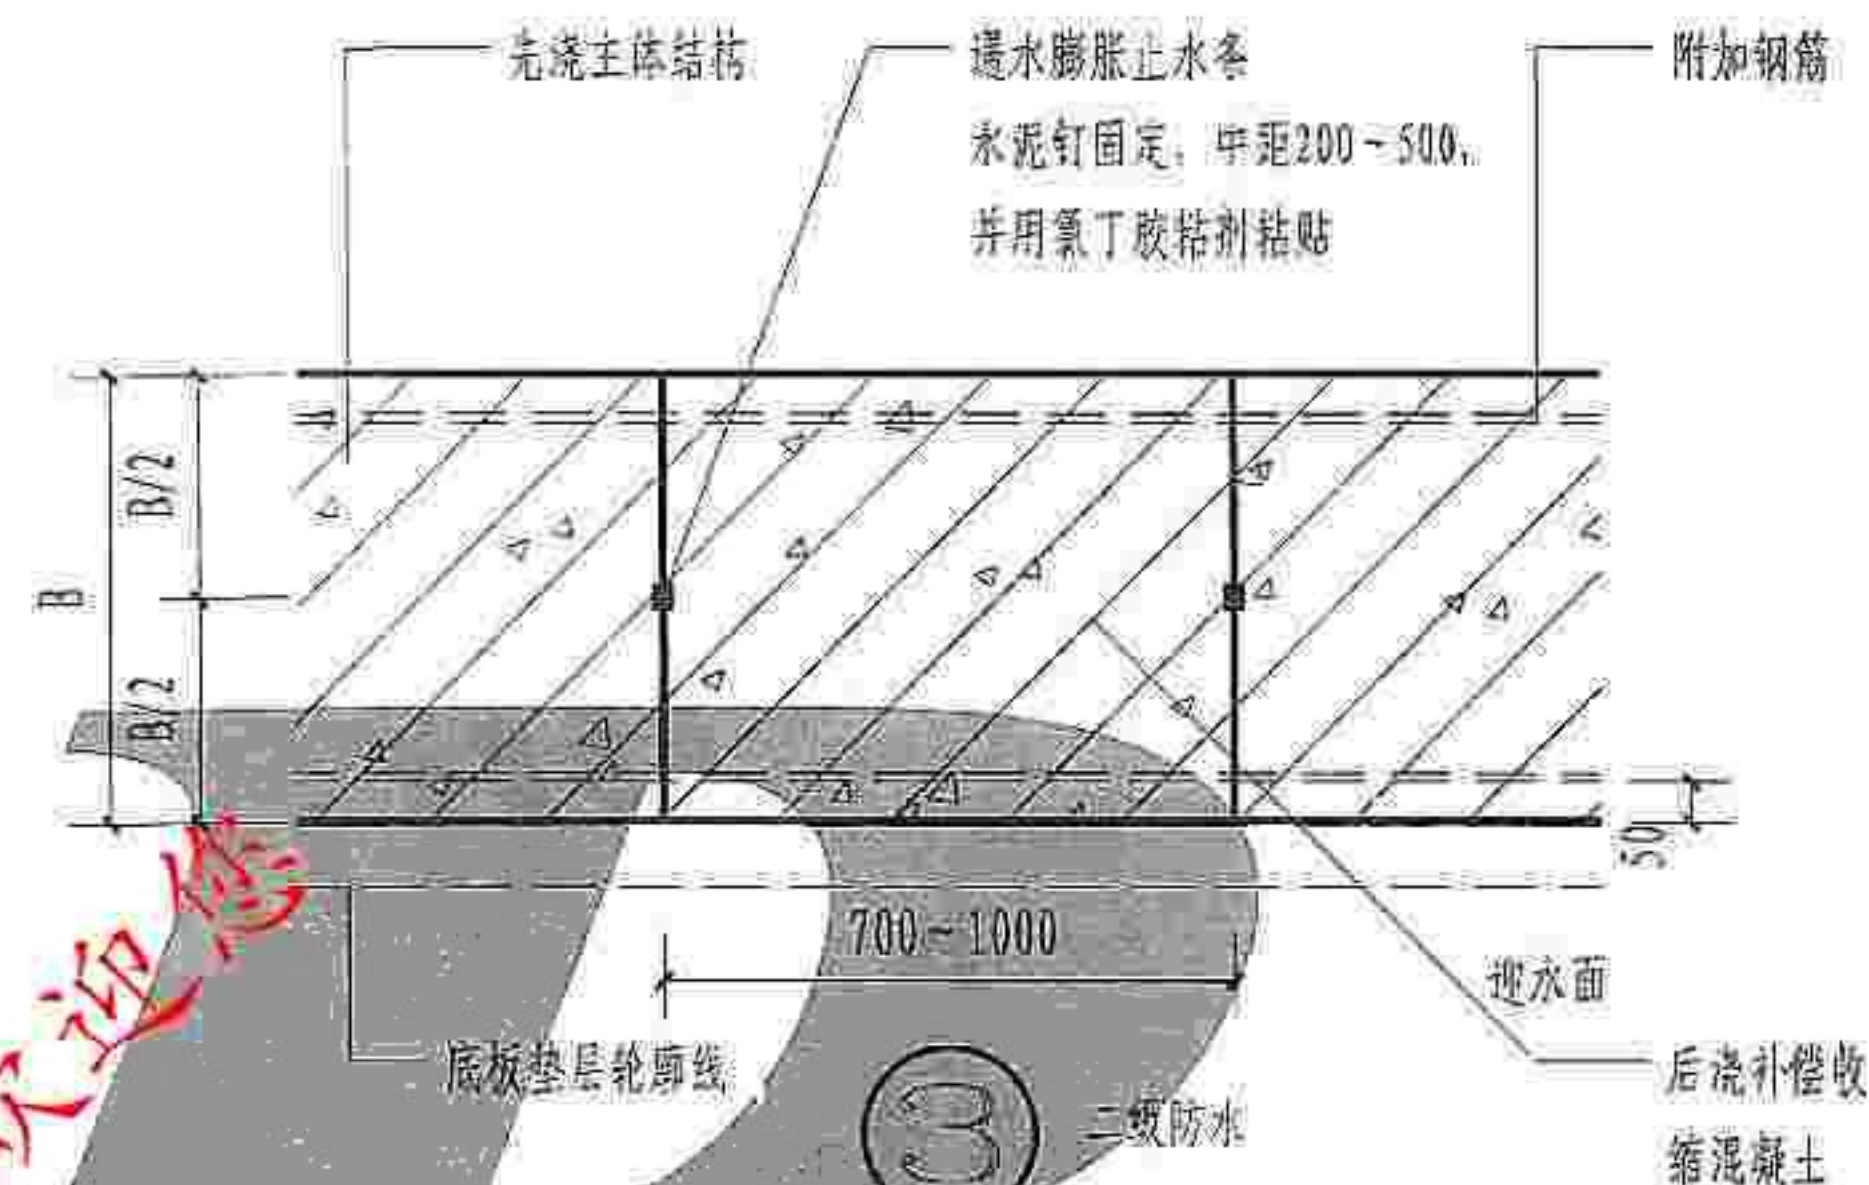 先浇主体结构
遇水膨胀止水条
水泥钉固定，中距200~500，
并用氯丁胶粘剂粘贴
附加钢筋
B/2
B
B/2
50
700~1000
迎水面
底板垫层轮廓线
后浇补偿收
缩混凝土
3
二级防水